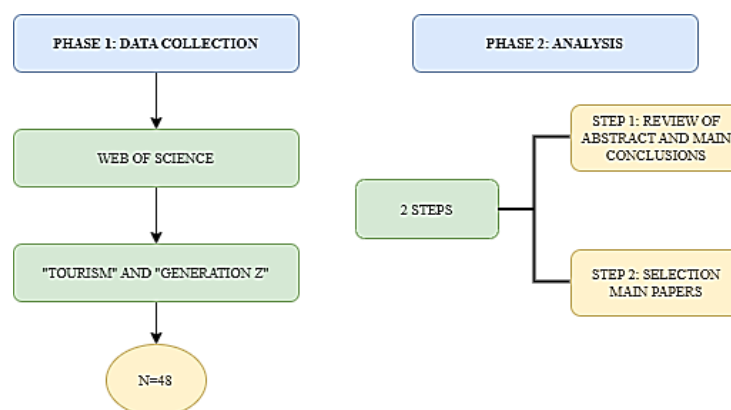 PHASE 1: DATA COLLECTION
WEB OF SCIENCE
"TOURISM" AND "GENERATION Z"
N=48
PHASE 2: ANALYSIS
2 STEPS
STEP 1: REVIEW OF
ABSTRACT AND MAIN
CONCLUSIONS
STEP 2: SELECTION
MAIN PAPERS